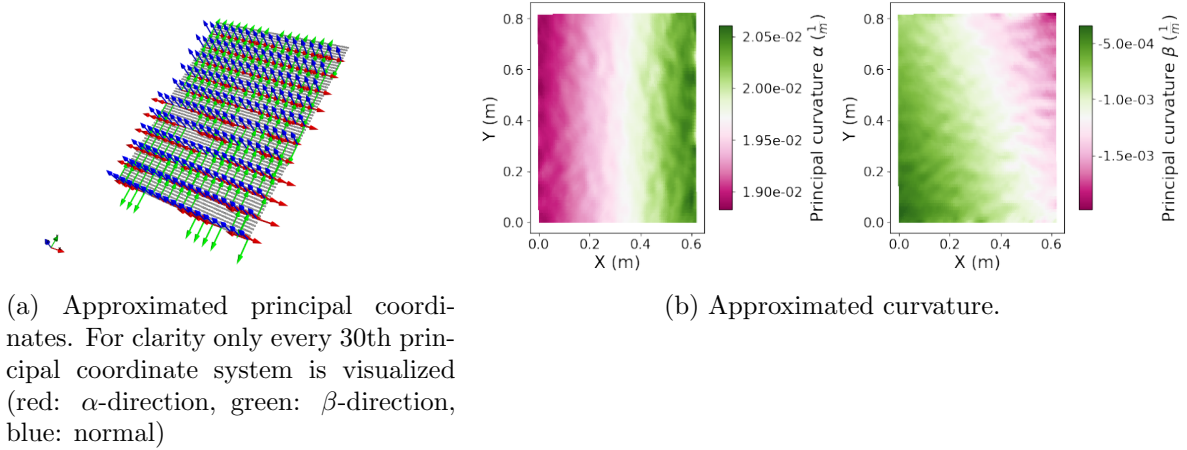 0.8
0.6
0.4
0.2
0.0
Y (m)
0.0 0.2 0.4 0.6
X (m)
2.05e-02
2.00e-02
1.95e-02
1.90e-02
Principal curvature α (1/m)
0.8
0.6
0.4
0.2
0.0
Y (m)
0.0 0.2 0.4 0.6
X (m)
-5.0e-04
-1.0e-03
-1.5e-03
Principal curvature β (1/m)
(a) Approximated principal coordi-
nates. For clarity only every 30th prin-
cipal coordinate system is visualized
(red: α-direction, green: β-direction,
blue: normal)
(b) Approximated curvature.